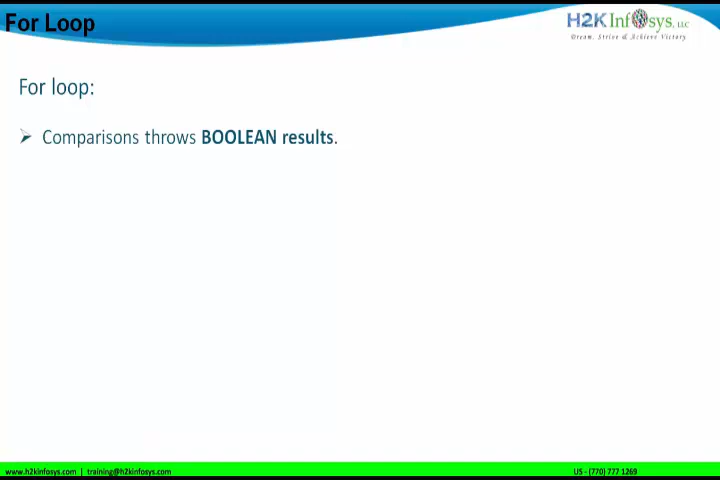 For Loop
H2K Infosys, LLC
Dream, Strive & Achieve Victory
For loop:
Comparisons throws BOOLEAN results.
www.h2kinfosys.com | training@h2kinfosys.com
US - (770) 777 1269